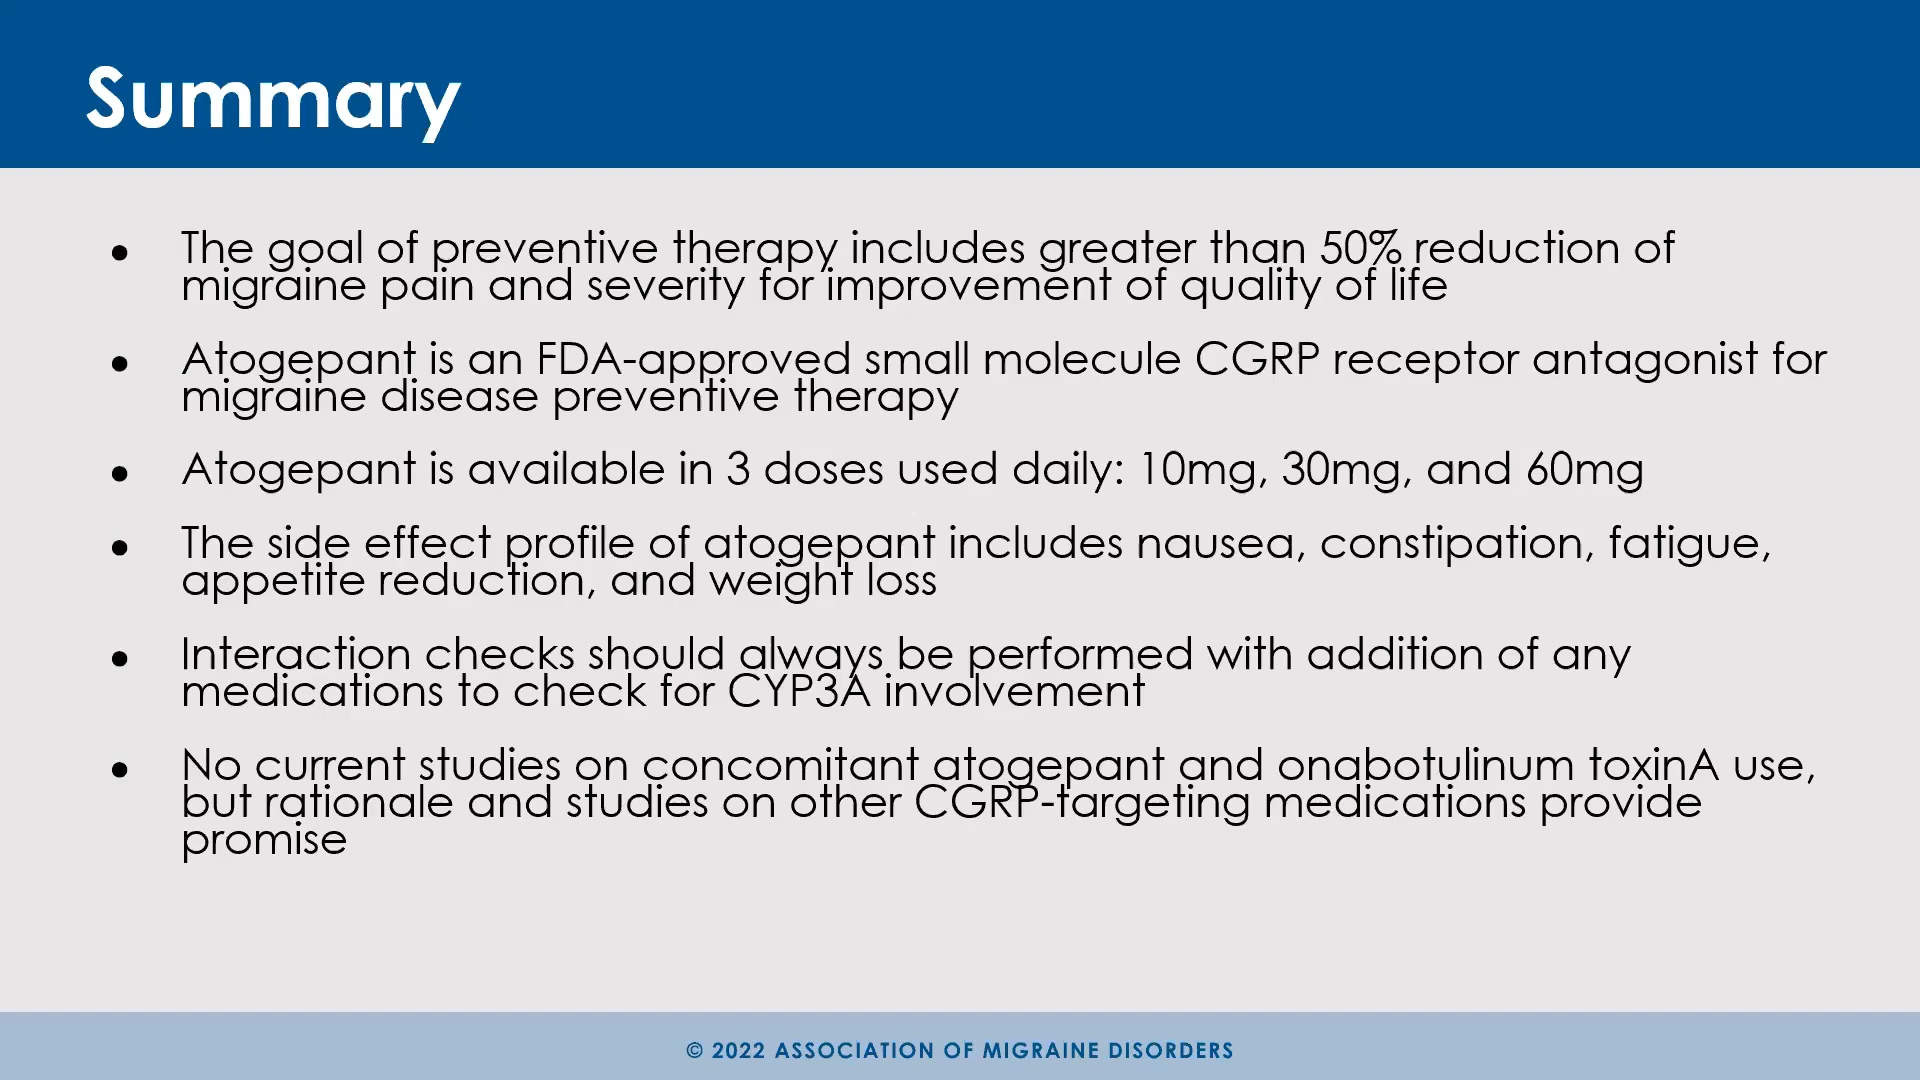 Summary
● The goal of preventive therapy includes greater than 50% reduction of
migraine pain and severity for improvement of quality of life
● Atogepant is an FDA-approved small molecule CGRP receptor antagonist for
migraine disease preventive therapy
● Atogepant is available in 3 doses used daily: 10mg, 30mg, and 60mg
● The side effect profile of atogepant includes nausea, constipation, fatigue,
appetite reduction, and weight loss
● Interaction checks should always be performed with addition of any
medications to check for CYP3A involvement
● No current studies on concomitant atogepant and onabotulinum toxinA use,
but rationale and studies on other CGRP-targeting medications provide
promise
© 2022 ASSOCIATION OF MIGRAINE DISORDERS